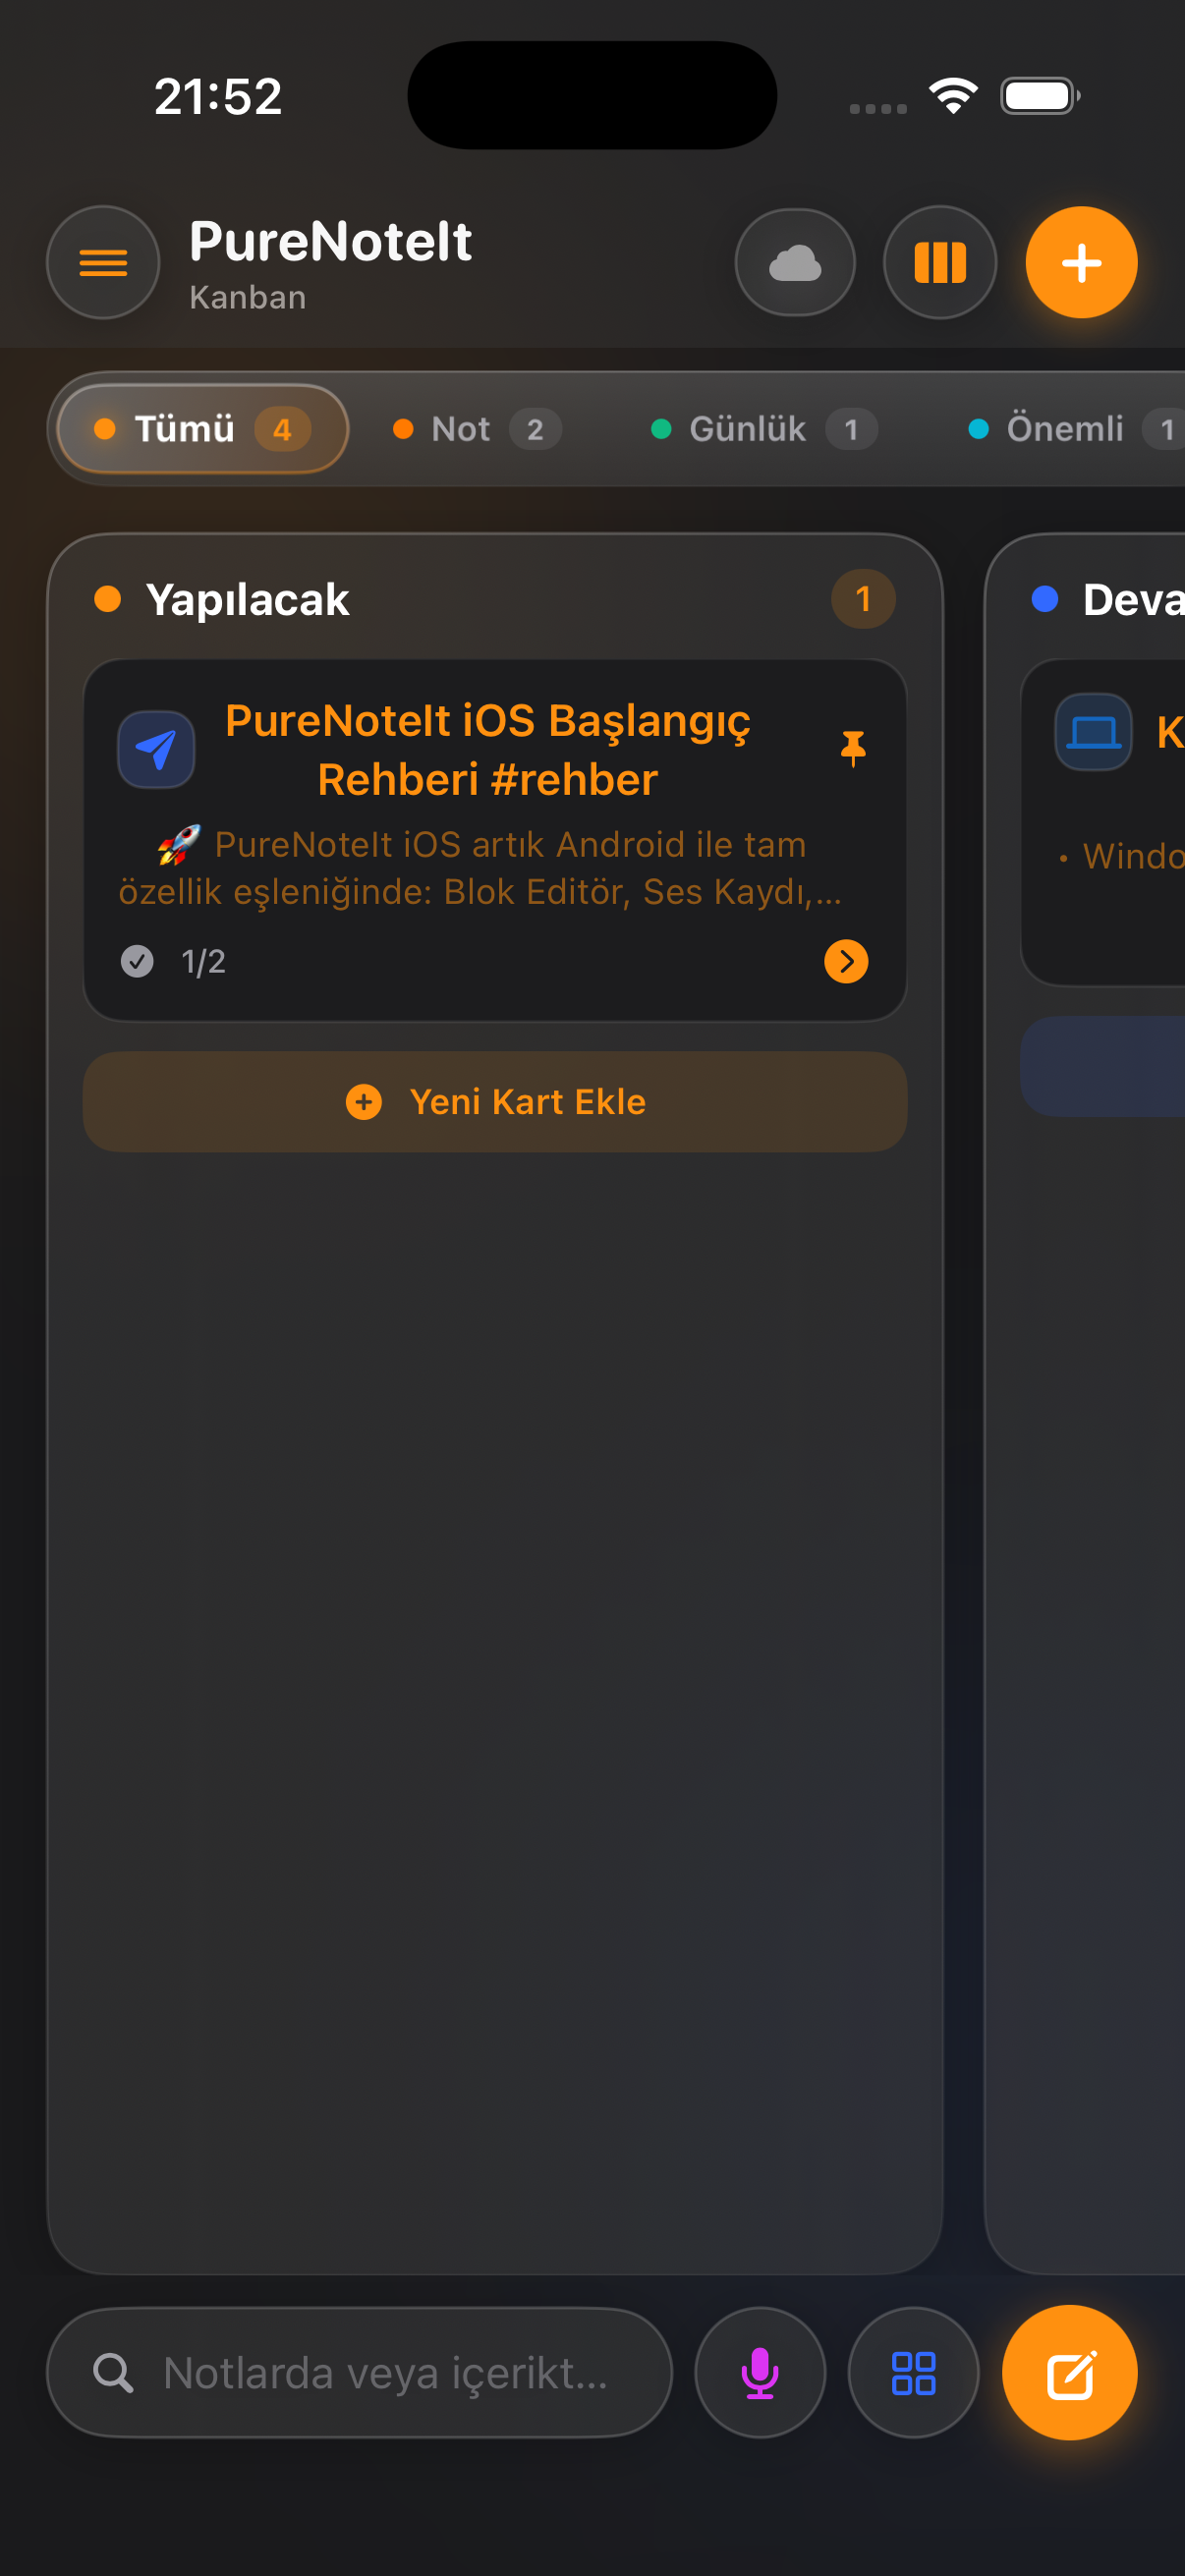 21:52
PureNoteIt
Kanban
Tümü 4
Not 2
Günlük 1
Önemli 1
Yapılacak 1
PureNoteIt iOS Başlangıç
Rehberi #rehber
🚀 PureNoteIt iOS artık Android ile tam
özellik eşleniğinde: Blok Editör, Ses Kaydı,...
1/2
Yeni Kart Ekle
Deva
K
• Windo
Notlarda veya içerikt...